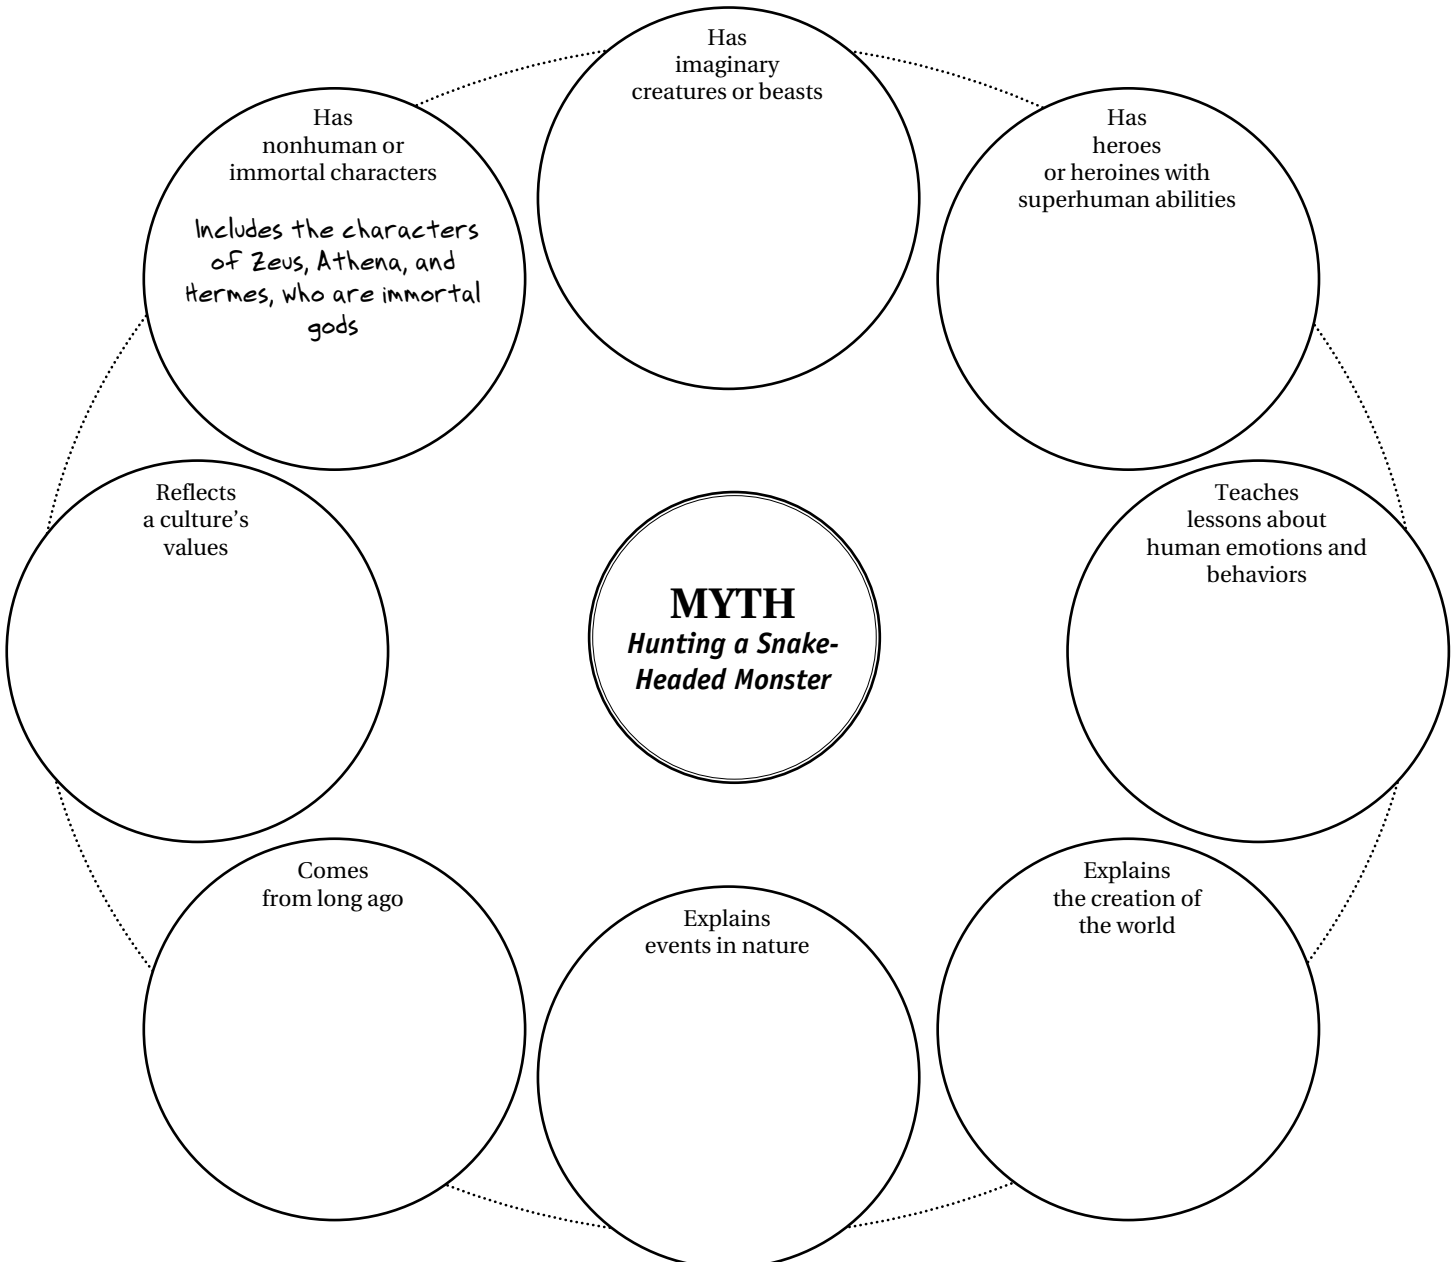 Has
imaginary
creatures or beasts
Has
nonhuman or
immortal characters
Includes the characters
of Zeus, Athena, and
Hermes, who are immortal
gods
Has
heroes
or heroines with
superhuman abilities
Reflects
a culture's
values
MYTH
Hunting a Snake-
Headed Monster
Teaches
lessons about
human emotions and
behaviors
Comes
from long ago
Explains
events in nature
Explains
the creation of
the world